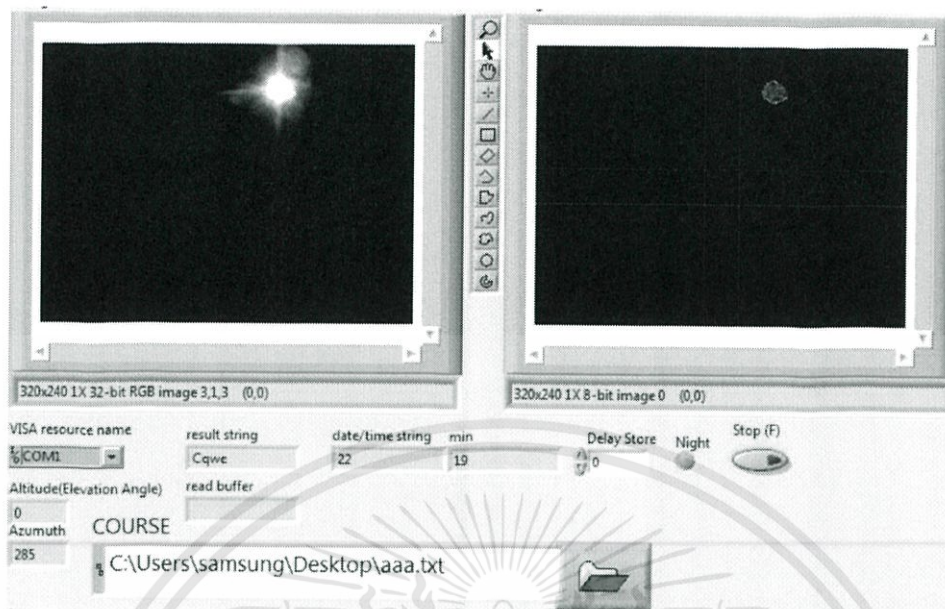 320x240 1X 32-bit RGB image 3,1,3 (0,0)
320x240 1X 8-bit image 0 (0,0)
VISA resource name
result string
date/time string
min
Delay Store
Night
Stop (F)
COM1
Cqwe
22
19
0
Altitude(Elevation Angle)
read buffer
0
Azumuth
COURSE
285
C:\Users\samsung\Desktop\aaa.txt